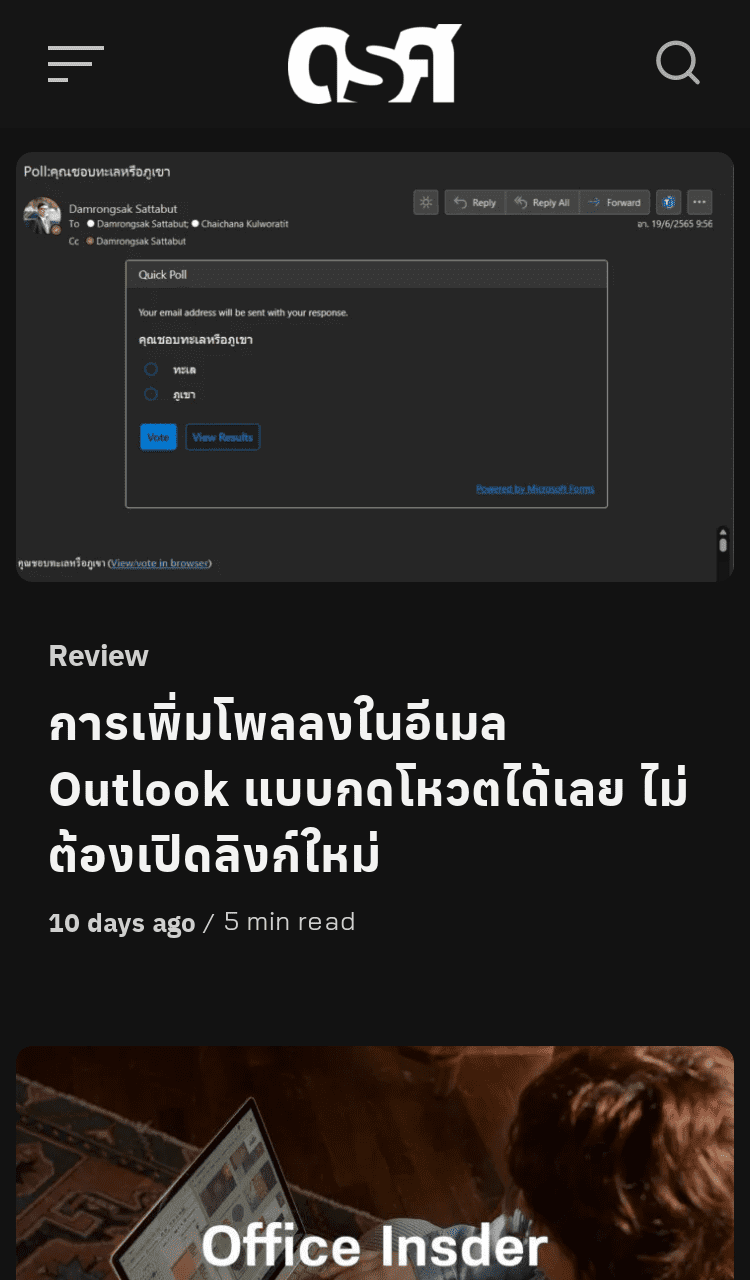 ดรศ
Poll:คุณชอบทะเลหรือภูเขา
Damrongsak Sattabut
To Damrongsak Sattabut; Chaichana Kulworatit
Cc Damrongsak Sattabut
Reply Reply All Forward
อา. 19/6/2565 9:56
Quick Poll
Your email address will be sent with your response.
คุณชอบทะเลหรือภูเขา
ทะเล
ภูเขา
Vote View Results
Powered by Microsoft Forms
คุณชอบทะเลหรือภูเขา (View/vote in browser)
Review
การเพิ่มโพลลงในอีเมล
Outlook แบบกดโหวตได้เลย ไม่
ต้องเปิดลิงก์ใหม่
10 days ago / 5 min read
Office Insder